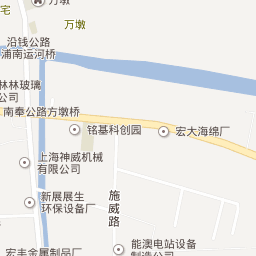 宅
万墩
万墩
沿钱公路
浦南运河桥
林林玻璃
公司
南奉公路方墩桥
铭基科创园
宏大海绵厂
上海神威机械
有限公司
施威路
新展展生
环保设备厂
能澳电站设备
制造公司
宏丰金属制品厂